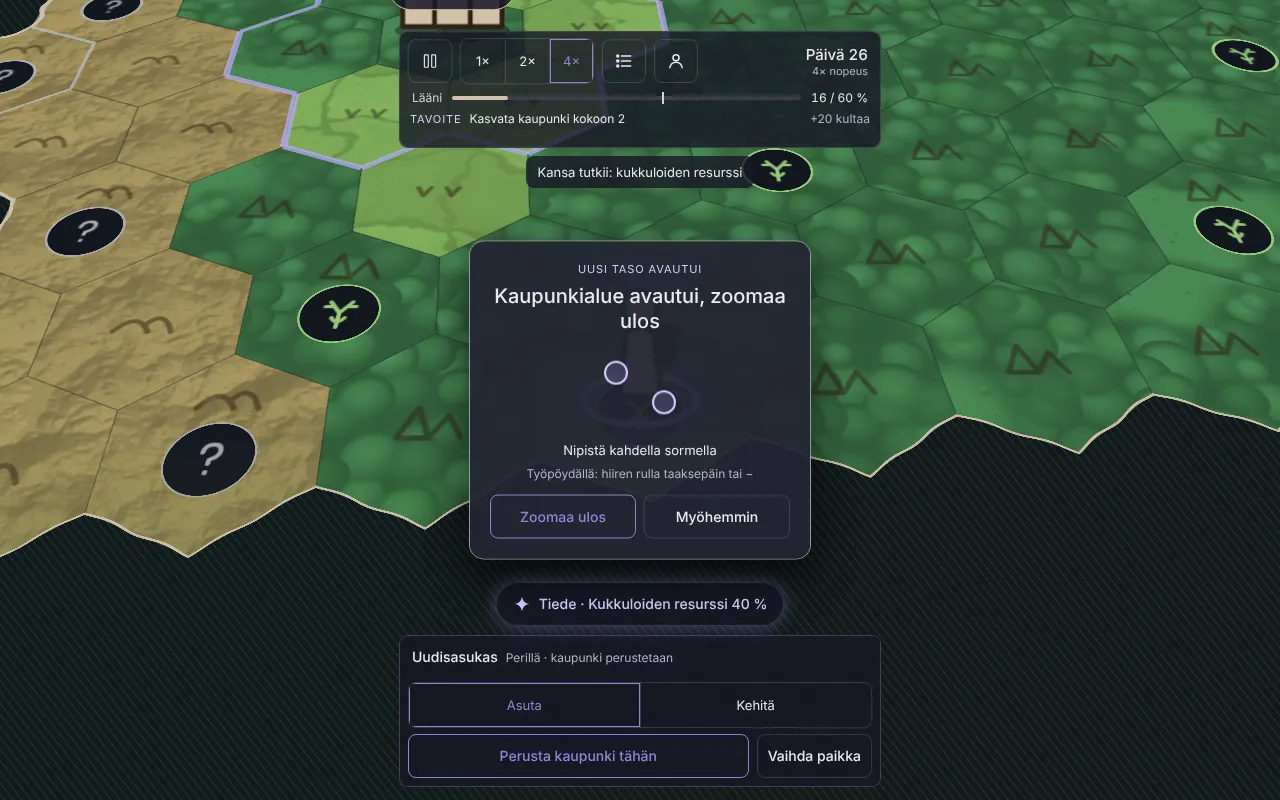 1×
2×
4×
Päivä 26
4× nopeus
Lääni
16 / 60 %
TAVOITE Kasvata kaupunki kokoon 2
+20 kultaa
Kansa tutkii: kukkuloiden resurssi
?
?
?
?
UUSI TASO AVAUTUI
Kaupunkialue avautui, zoomaa
ulos
Nipistä kahdella sormella
Työpöydällä: hiiren rulla taaksepäin tai −
Zoomaa ulos
Myöhemmin
Tiede · Kukkuloiden resurssi 40 %
Uudisasukas Perillä · kaupunki perustetaan
Asuta
Kehitä
Perusta kaupunki tähän
Vaihda paikka